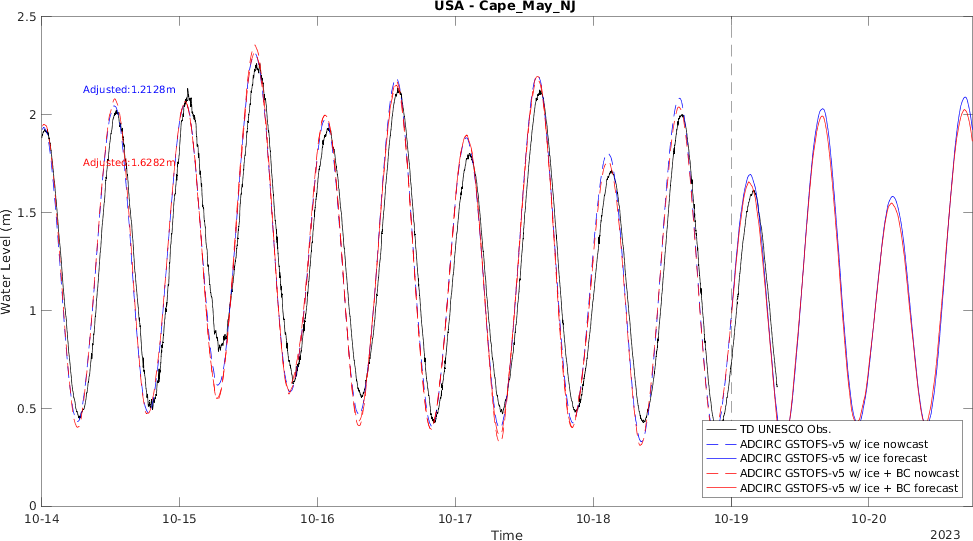 USA - Cape_May_NJ
2.5
2
1.5
1
0.5
0
Water Level (m)
Adjusted:1.2128m
Adjusted:1.6282m
TD UNESCO Obs.
ADCIRC GSTOFS-v5 w/ ice nowcast
ADCIRC GSTOFS-v5 w/ ice forecast
ADCIRC GSTOFS-v5 w/ ice + BC nowcast
ADCIRC GSTOFS-v5 w/ ice + BC forecast
10-14 10-15 10-16 10-17 10-18 10-19 10-20
Time
2023